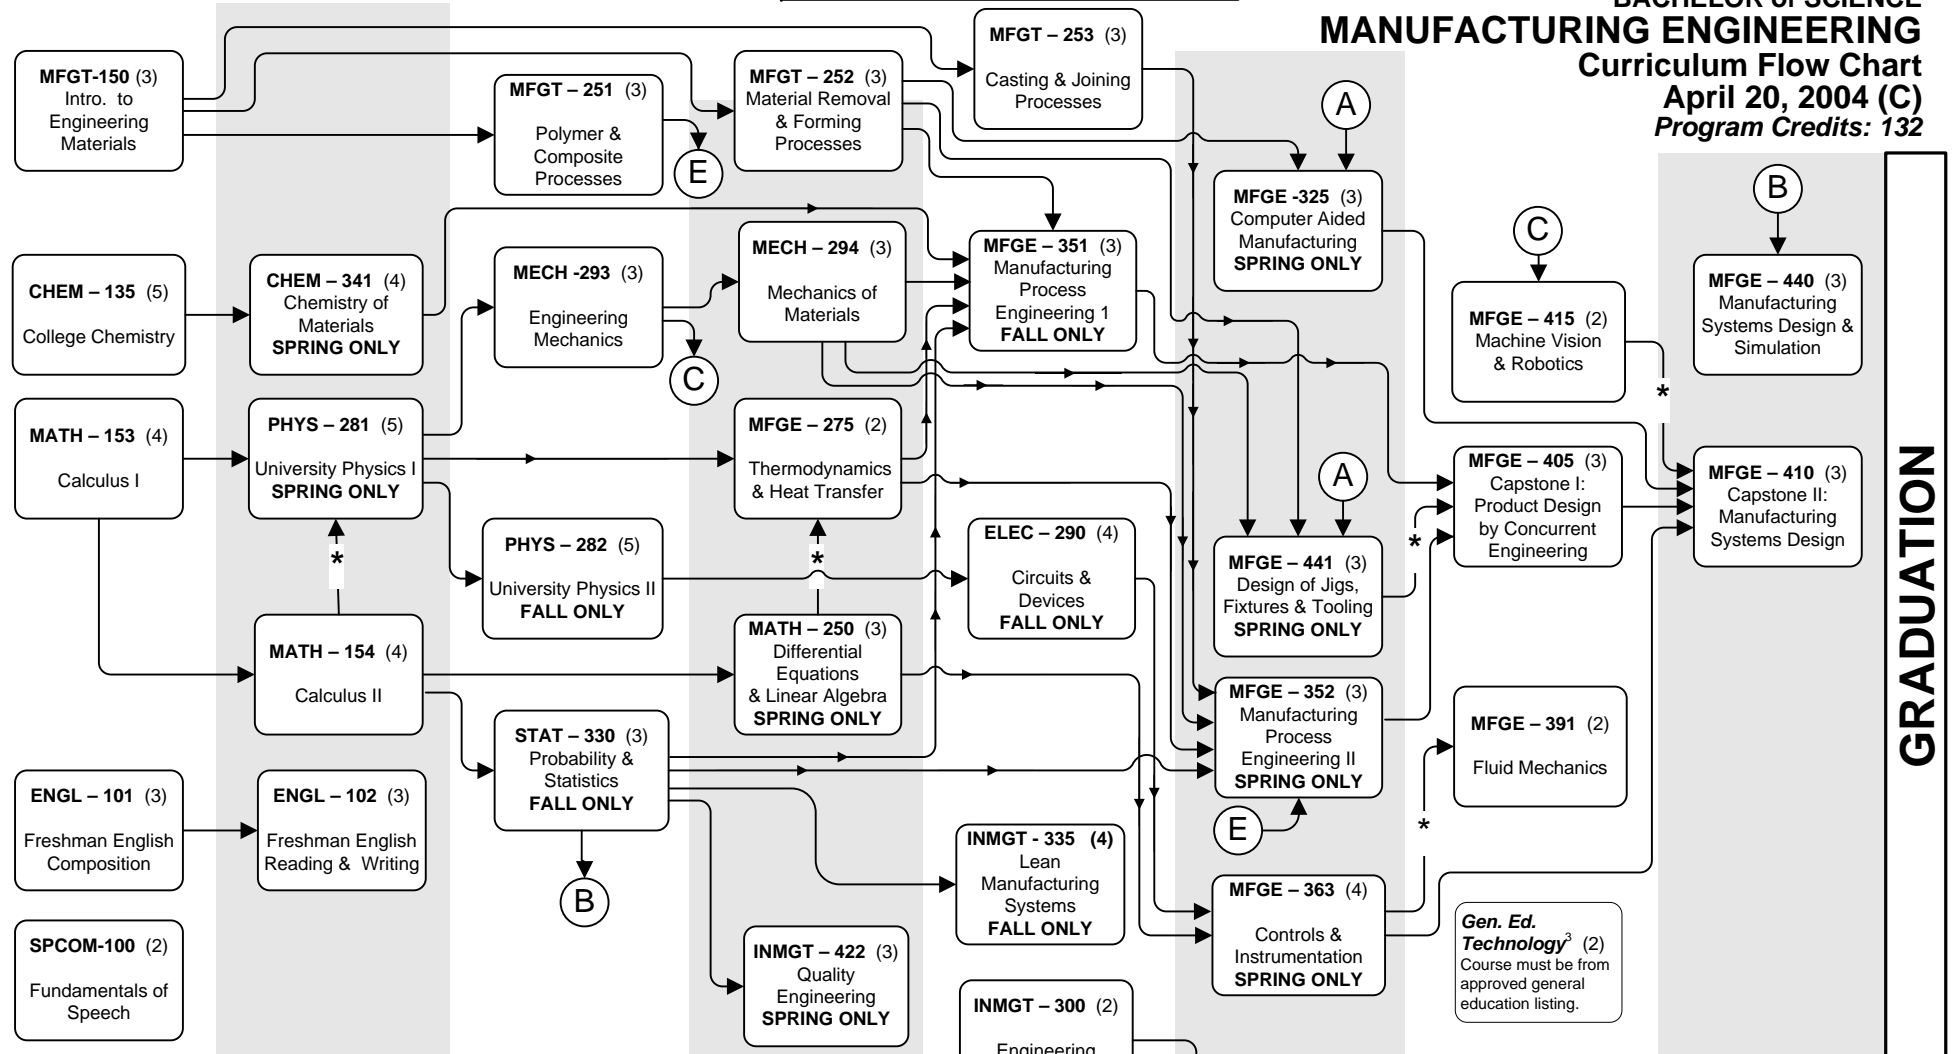 BACHELOR of SCIENCE
MANUFACTURING ENGINEERING
Curriculum Flow Chart
April 20, 2004 (C)
Program Credits: 132
MFGT-150 (3)
Intro. to
Engineering
Materials
CHEM – 135 (5)
College Chemistry
MATH – 153 (4)
Calculus I
ENGL – 101 (3)
Freshman English
Composition
SPCOM-100 (2)
Fundamentals of
Speech
CHEM – 341 (4)
Chemistry of
Materials
SPRING ONLY
PHYS – 281 (5)
University Physics I
SPRING ONLY
*
MATH – 154 (4)
Calculus II
ENGL – 102 (3)
Freshman English
Reading & Writing
MFGT – 251 (3)
Polymer &
Composite
Processes
E
MECH -293 (3)
Engineering
Mechanics
C
PHYS – 282 (5)
University Physics II
FALL ONLY
STAT – 330 (3)
Probability &
Statistics
FALL ONLY
B
MFGT – 252 (3)
Material Removal
& Forming
Processes
MECH – 294 (3)
Mechanics of
Materials
MFGE – 275 (2)
Thermodynamics
& Heat Transfer
*
MATH – 250 (3)
Differential
Equations
& Linear Algebra
SPRING ONLY
INMGT – 422 (3)
Quality
Engineering
SPRING ONLY
MFGT – 253 (3)
Casting & Joining
Processes
MFGE – 351 (3)
Manufacturing
Process
Engineering 1
FALL ONLY
ELEC – 290 (4)
Circuits &
Devices
FALL ONLY
INMGT - 335 (4)
Lean
Manufacturing
Systems
FALL ONLY
INMGT – 300 (2)
Engineering
A
MFGE -325 (3)
Computer Aided
Manufacturing
SPRING ONLY
A
MFGE – 441 (3)
Design of Jigs,
Fixtures & Tooling
SPRING ONLY
*
MFGE – 352 (3)
Manufacturing
Process
Engineering II
SPRING ONLY
E
MFGE – 363 (4)
Controls &
Instrumentation
SPRING ONLY
*
C
MFGE – 415 (2)
Machine Vision
& Robotics
*
MFGE – 405 (3)
Capstone I:
Product Design
by Concurrent
Engineering
MFGE – 391 (2)
Fluid Mechanics
Gen. Ed.
Technology³ (2)
Course must be from
approved general
education listing.
B
MFGE – 440 (3)
Manufacturing
Systems Design &
Simulation
MFGE – 410 (3)
Capstone II:
Manufacturing
Systems Design
GRADUATION